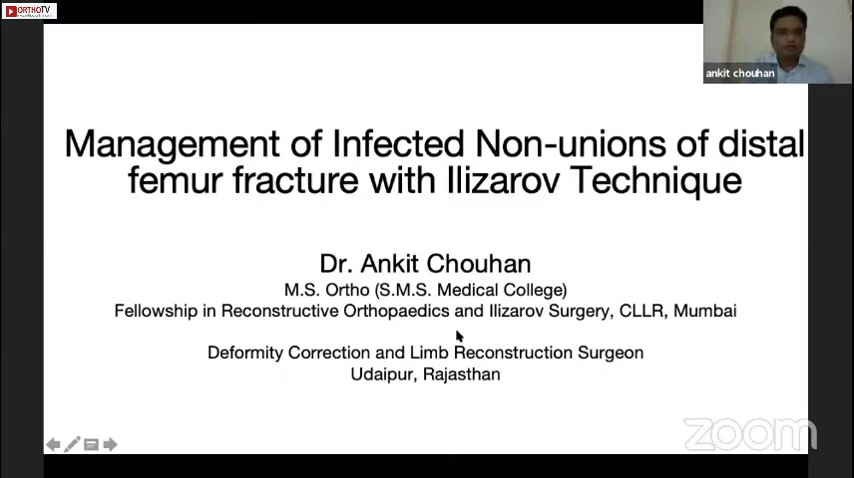 ORTHOTV
ankit chouhan
Management of Infected Non-unions of distal
femur fracture with Ilizarov Technique
Dr. Ankit Chouhan
M.S. Ortho (S.M.S. Medical College)
Fellowship in Reconstructive Orthopaedics and Ilizarov Surgery, CLLR, Mumbai
Deformity Correction and Limb Reconstruction Surgeon
Udaipur, Rajasthan
zoom